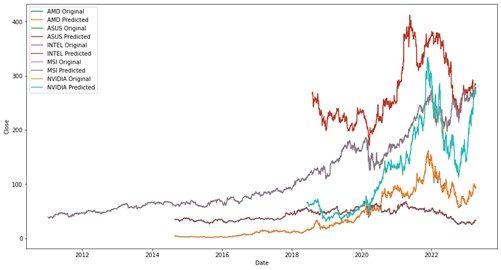 AMD Original
AMD Predicted
ASUS Original
ASUS Predicted
INTEL Original
INTEL Predicted
MSI Original
MSI Predicted
NVIDIA Original
NVIDIA Predicted
400
300
200
100
0
Close
2012
2014
2016
2018
2020
2022
Date